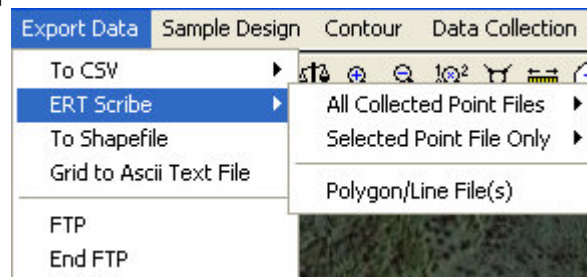 Export Data Sample Design Contour Data Collection
To CSV
ERT Scribe
To Shapefile
Grid to Ascii Text File
FTP
End FTP
All Collected Point Files
Selected Point File Only
Polygon/Line File(s)